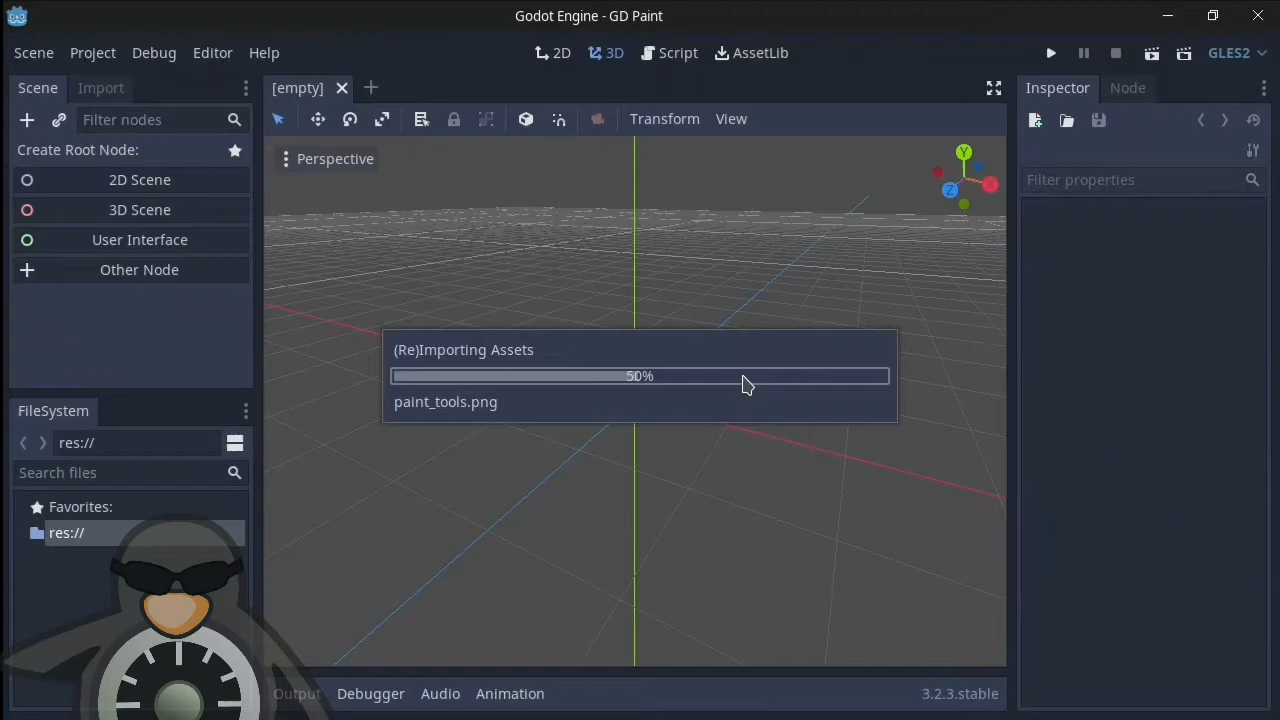 Godot Engine - GD Paint
Scene Project Debug Editor Help
2D 3D Script AssetLib
GLES2
Scene Import
Filter nodes
Create Root Node:
2D Scene
3D Scene
User Interface
Other Node
FileSystem
res://
Search files
Favorites:
res://
[empty]
Transform View
Perspective
Y
X
Z
(Re)Importing Assets
50%
paint_tools.png
Output Debugger Audio Animation
3.2.3.stable
Inspector Node
Filter properties